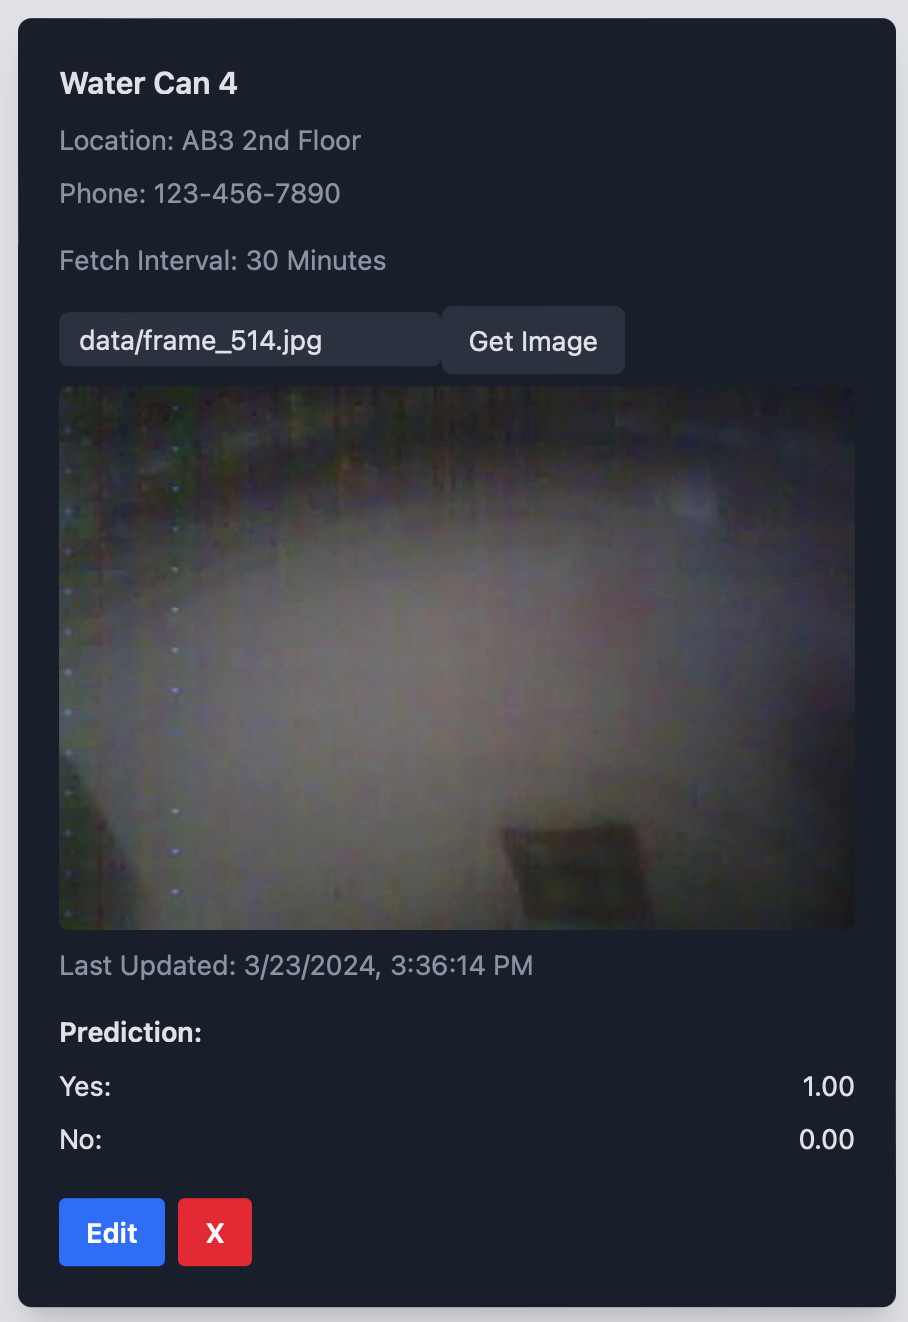 Water Can 4
Location: AB3 2nd Floor
Phone: 123-456-7890
Fetch Interval: 30 Minutes
data/frame_514.jpg Get Image
Last Updated: 3/23/2024, 3:36:14 PM
Prediction:
Yes: 1.00
No: 0.00
Edit X